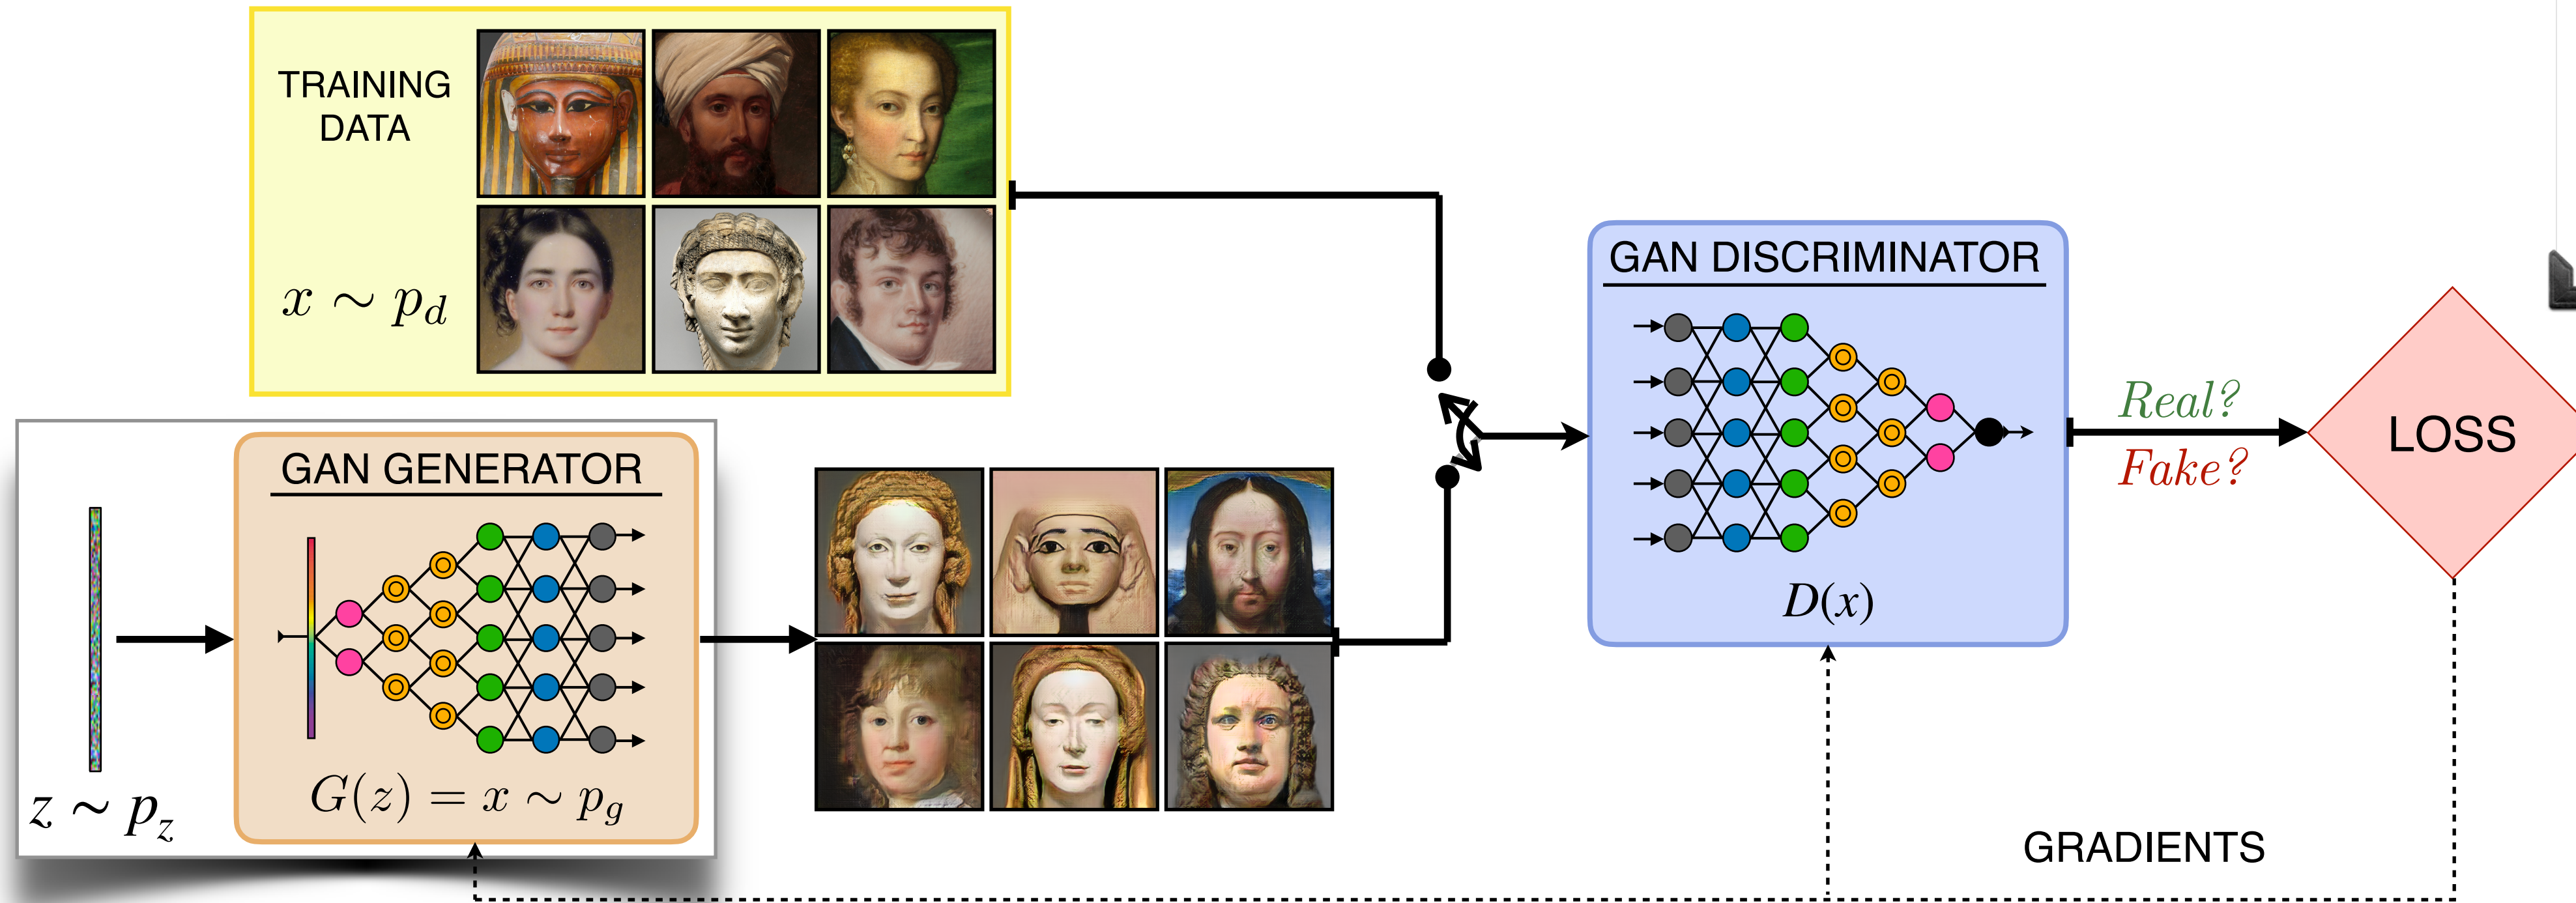 TRAINING
DATA
x ∼ p_d
GAN GENERATOR
G(z) = x ∼ p_g
z ∼ p_z
GAN DISCRIMINATOR
D(x)
Real?
Fake?
LOSS
GRADIENTS